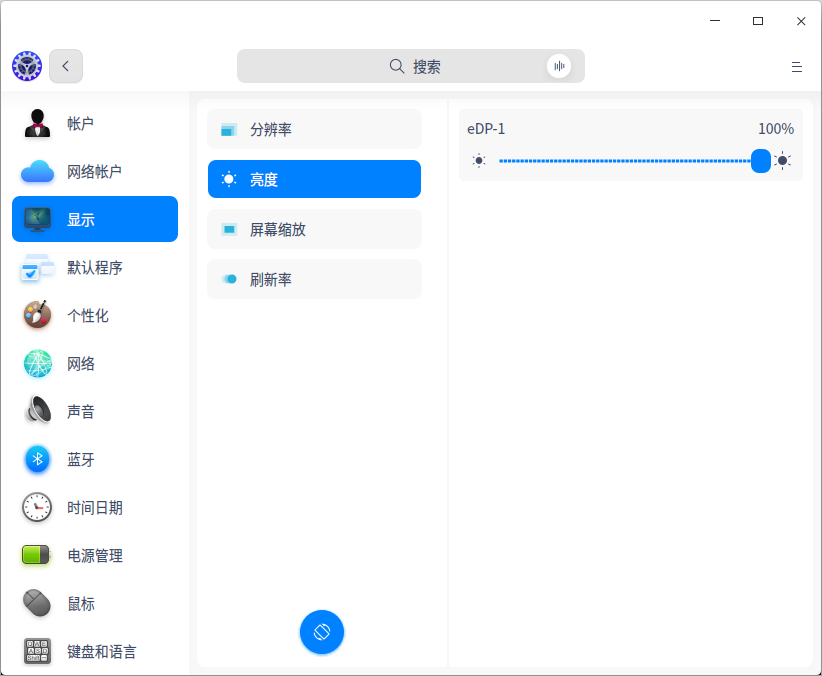 搜索
帐户
网络帐户
显示
默认程序
个性化
网络
声音
蓝牙
时间日期
电源管理
鼠标
键盘和语言
分辨率
亮度
屏幕缩放
刷新率
eDP-1
100%